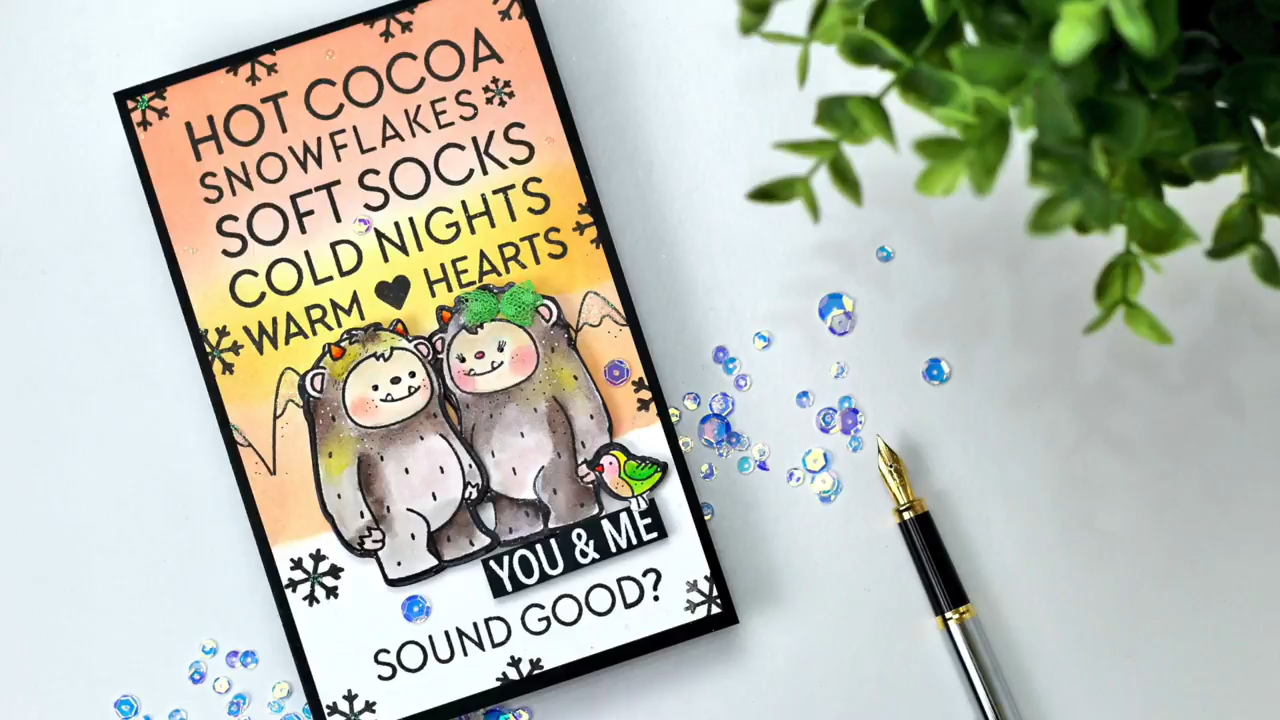 HOT COCOA
SNOWFLAKES
SOFT SOCKS
COLD NIGHTS
WARM ♥ HEARTS
YOU & ME
SOUND GOOD?